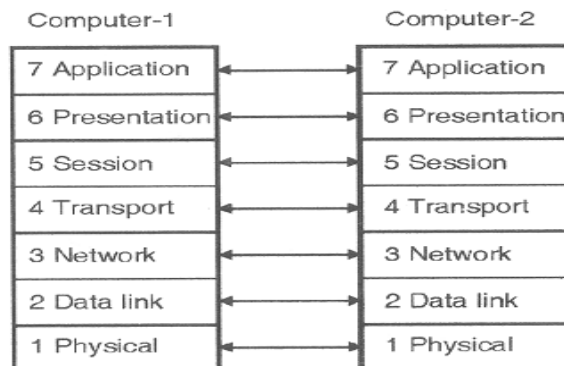 Computer-1
Computer-2
7 Application
7 Application
6 Presentation
6 Presentation
5 Session
5 Session
4 Transport
4 Transport
3 Network
3 Network
2 Data link
2 Data link
1 Physical
1 Physical